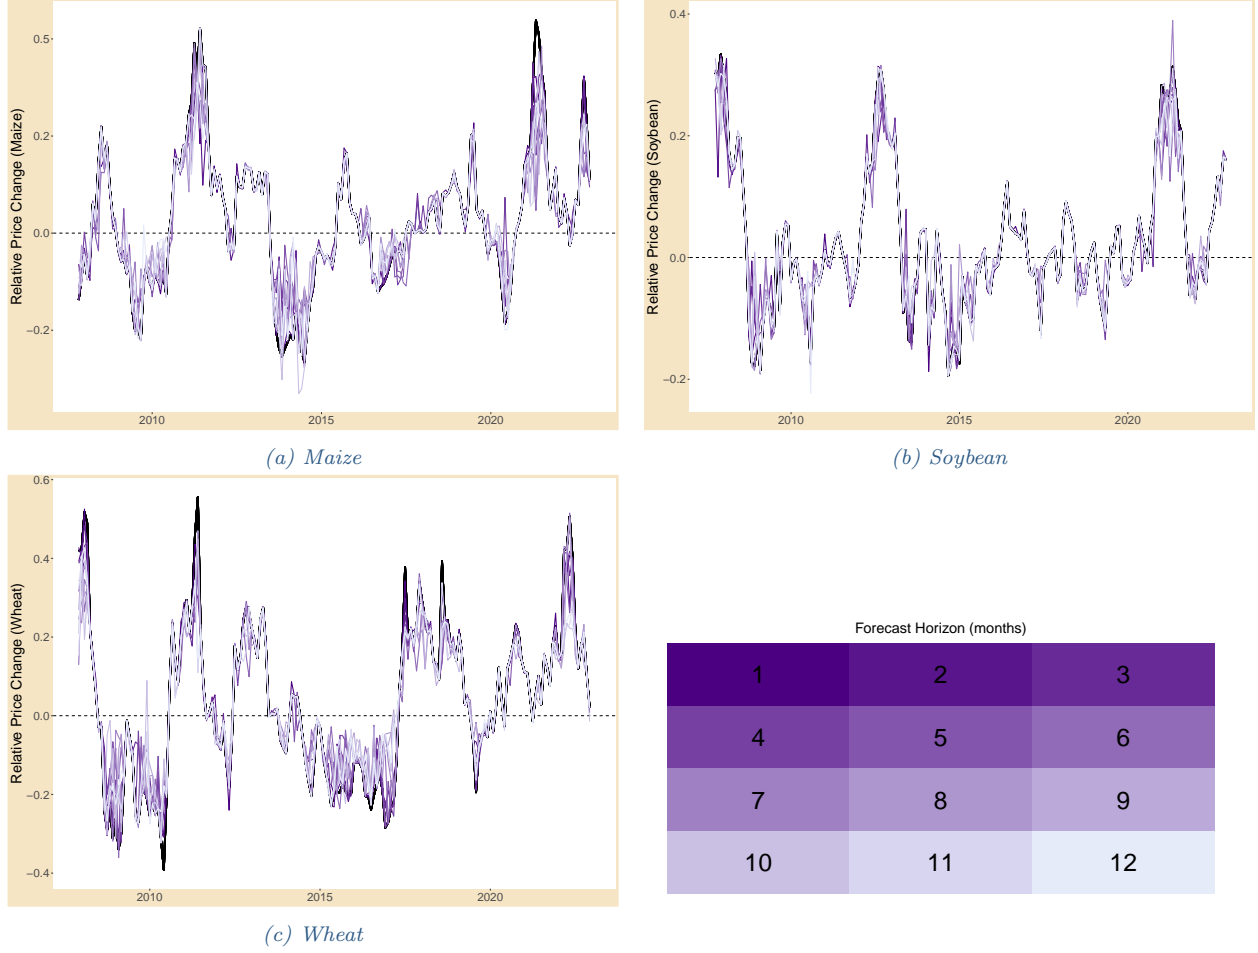 Relative Price Change (Maize)
0.5
0.2
0.0
−0.2
2010
2015
2020
(a) Maize
Relative Price Change (Soybean)
0.4
0.2
0.0
−0.2
2010
2015
2020
(b) Soybean
Relative Price Change (Wheat)
0.6
0.4
0.2
0.0
−0.2
−0.4
2010
2015
2020
(c) Wheat
Forecast Horizon (months)
1 2 3
4 5 6
7 8 9
10 11 12